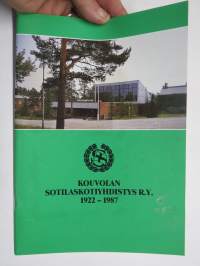 KOUVOLAN
SOTILASKOTIYHDISTYS R.Y.
1922 – 1987